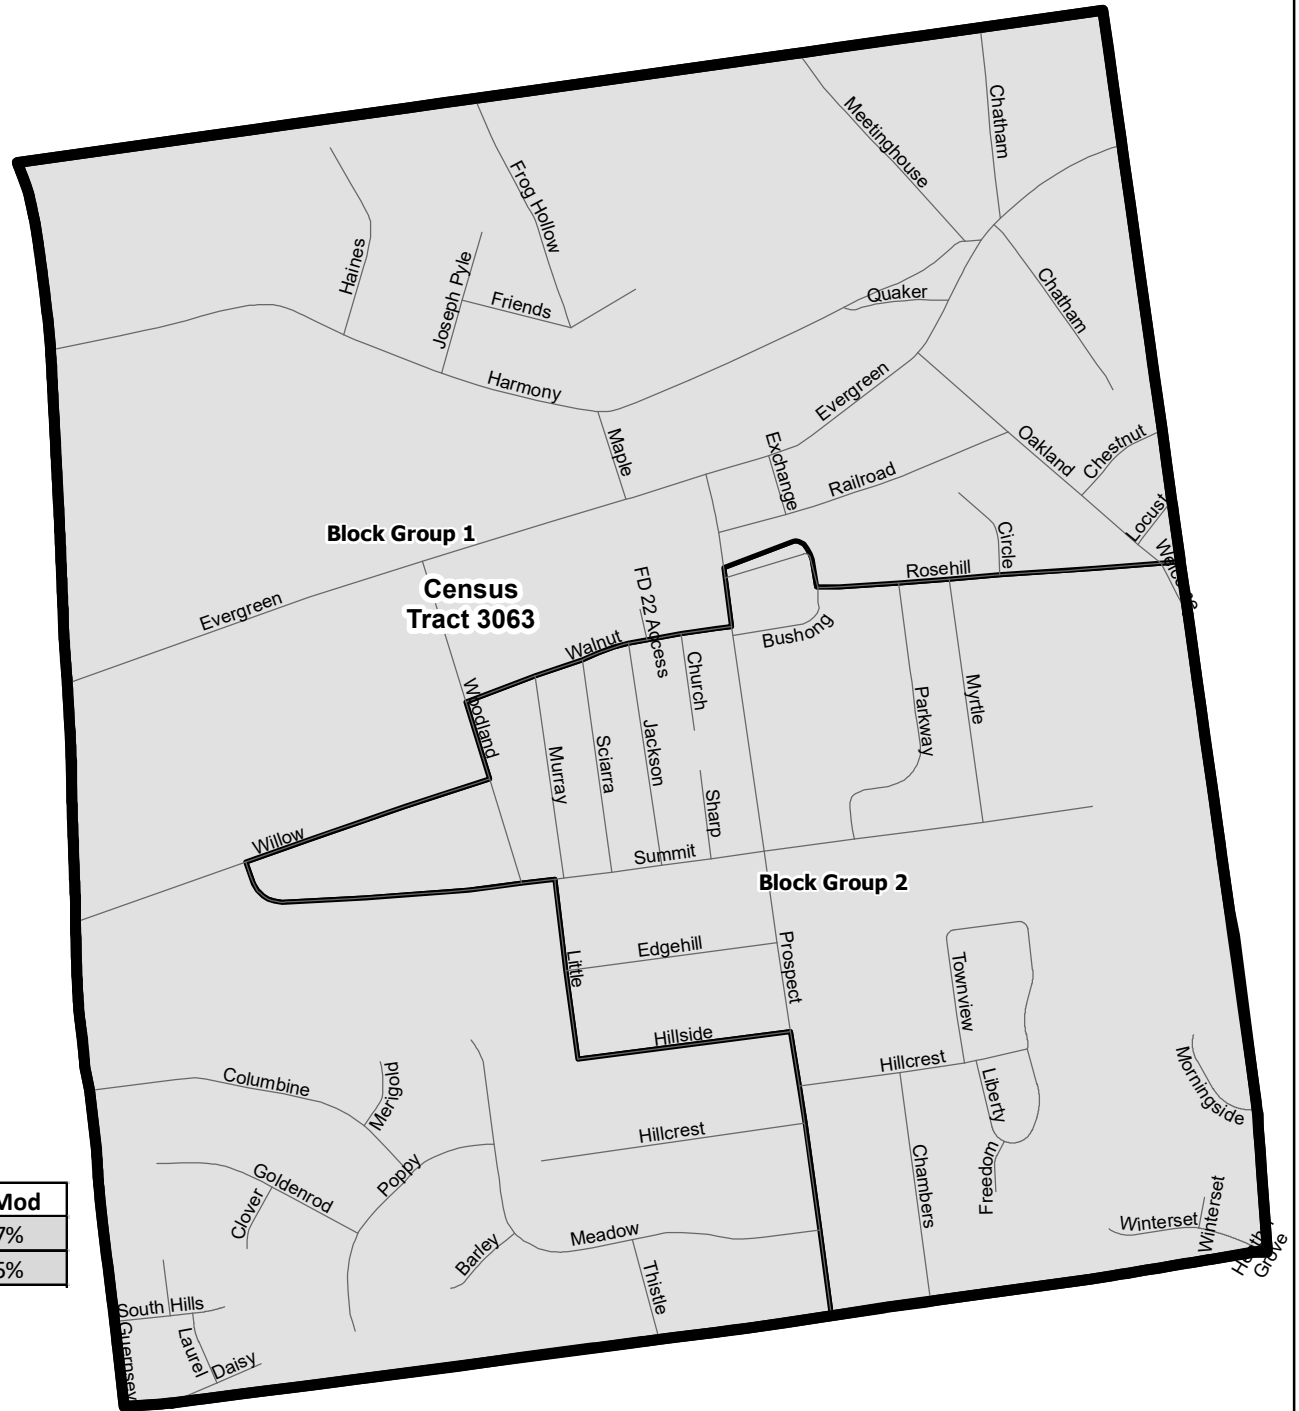 Meetinghouse
Chatham
Frog Hollow
Haines
Joseph Pyle
Friends
Quaker
Chatham
Harmony
Evergreen
Maple
Exchange
Railroad
Oakland
Chestnut
Locust
Block Group 1
Circle
Rosehill
Census
Tract 3063
FD 22 Access
Evergreen
Walnut
Bushong
Church
Woodland
Parkway
Myrtle
Murray
Sciarra
Jackson
Sharp
Willow
Summit
Block Group 2
Edgehill
Little
Prospect
Townview
Hillside
Hillcrest
Liberty
Morningside
Columbine
Merigold
Hillcrest
Chambers
Freedom
Poppy
Goldenrod
Clover
Mod
7%
5%
Barley
Meadow
Thistle
Winterset
Winterset
Grove
South Hills
Guernsey
Laurel
Daisy